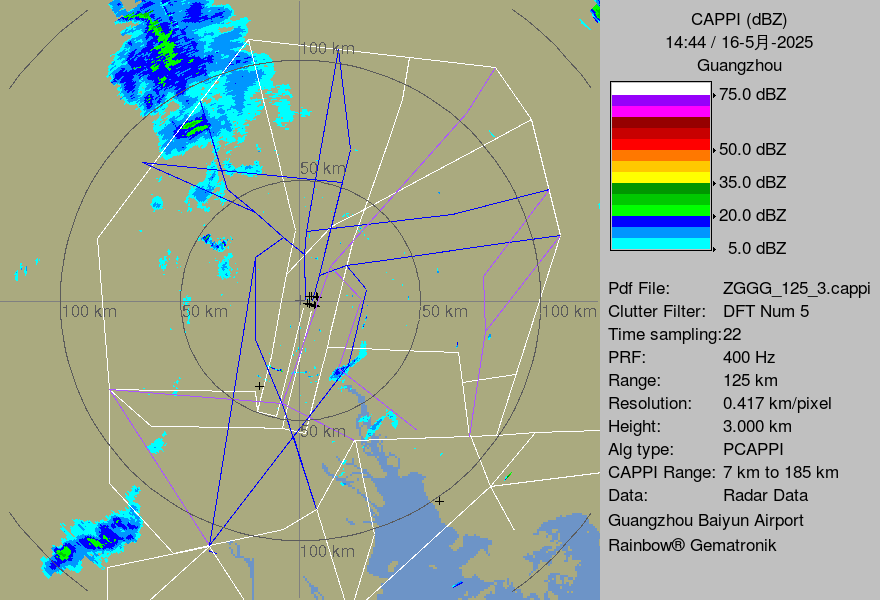 CAPPI (dBZ)
14:44 / 16-5月-2025
Guangzhou
75.0 dBZ
50.0 dBZ
35.0 dBZ
20.0 dBZ
5.0 dBZ
Pdf File: ZGGG_125_3.cappi
Clutter Filter: DFT Num 5
Time sampling:22
PRF: 400 Hz
Range: 125 km
Resolution: 0.417 km/pixel
Height: 3.000 km
Alg type: PCAPPI
CAPPI Range: 7 km to 185 km
Data: Radar Data
Guangzhou Baiyun Airport
Rainbow® Gematronik
100 km
50 km
100 km
50 km
50 km
100 km
50 km
100 km